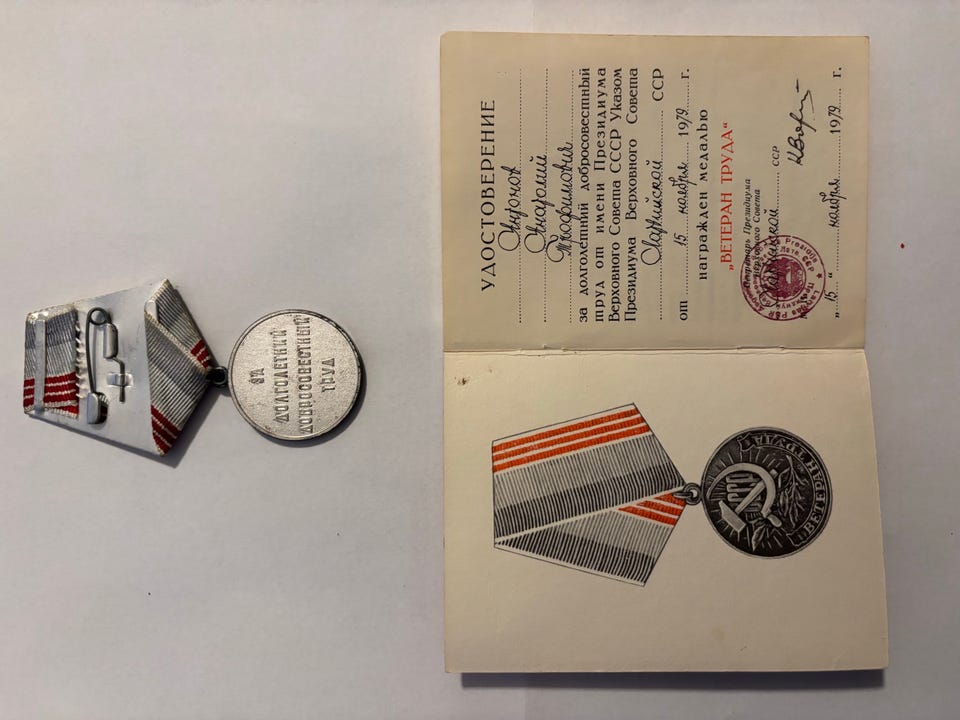 ЗА
ДОЛГОЛЕТНИЙ
ДОБРОСОВЕСТНЫЙ
ТРУД
УДОСТОВЕРЕНИЕ
Антонов
Анатолий
Трофимович
за долголетний добросовестный
труд от имени Президиума
Верховного Совета СССР Указом
Президиума Верховного Совета
Латвийской ССР
от 15 ноября 1979 г.
награжден медалью
„ВЕТЕРАН ТРУДА“
Секретарь Президиума
Верховного Совета
Латвийской ССР
„15“ ноября 1979 г.
СССР
ВЕТЕРАН ТРУДА